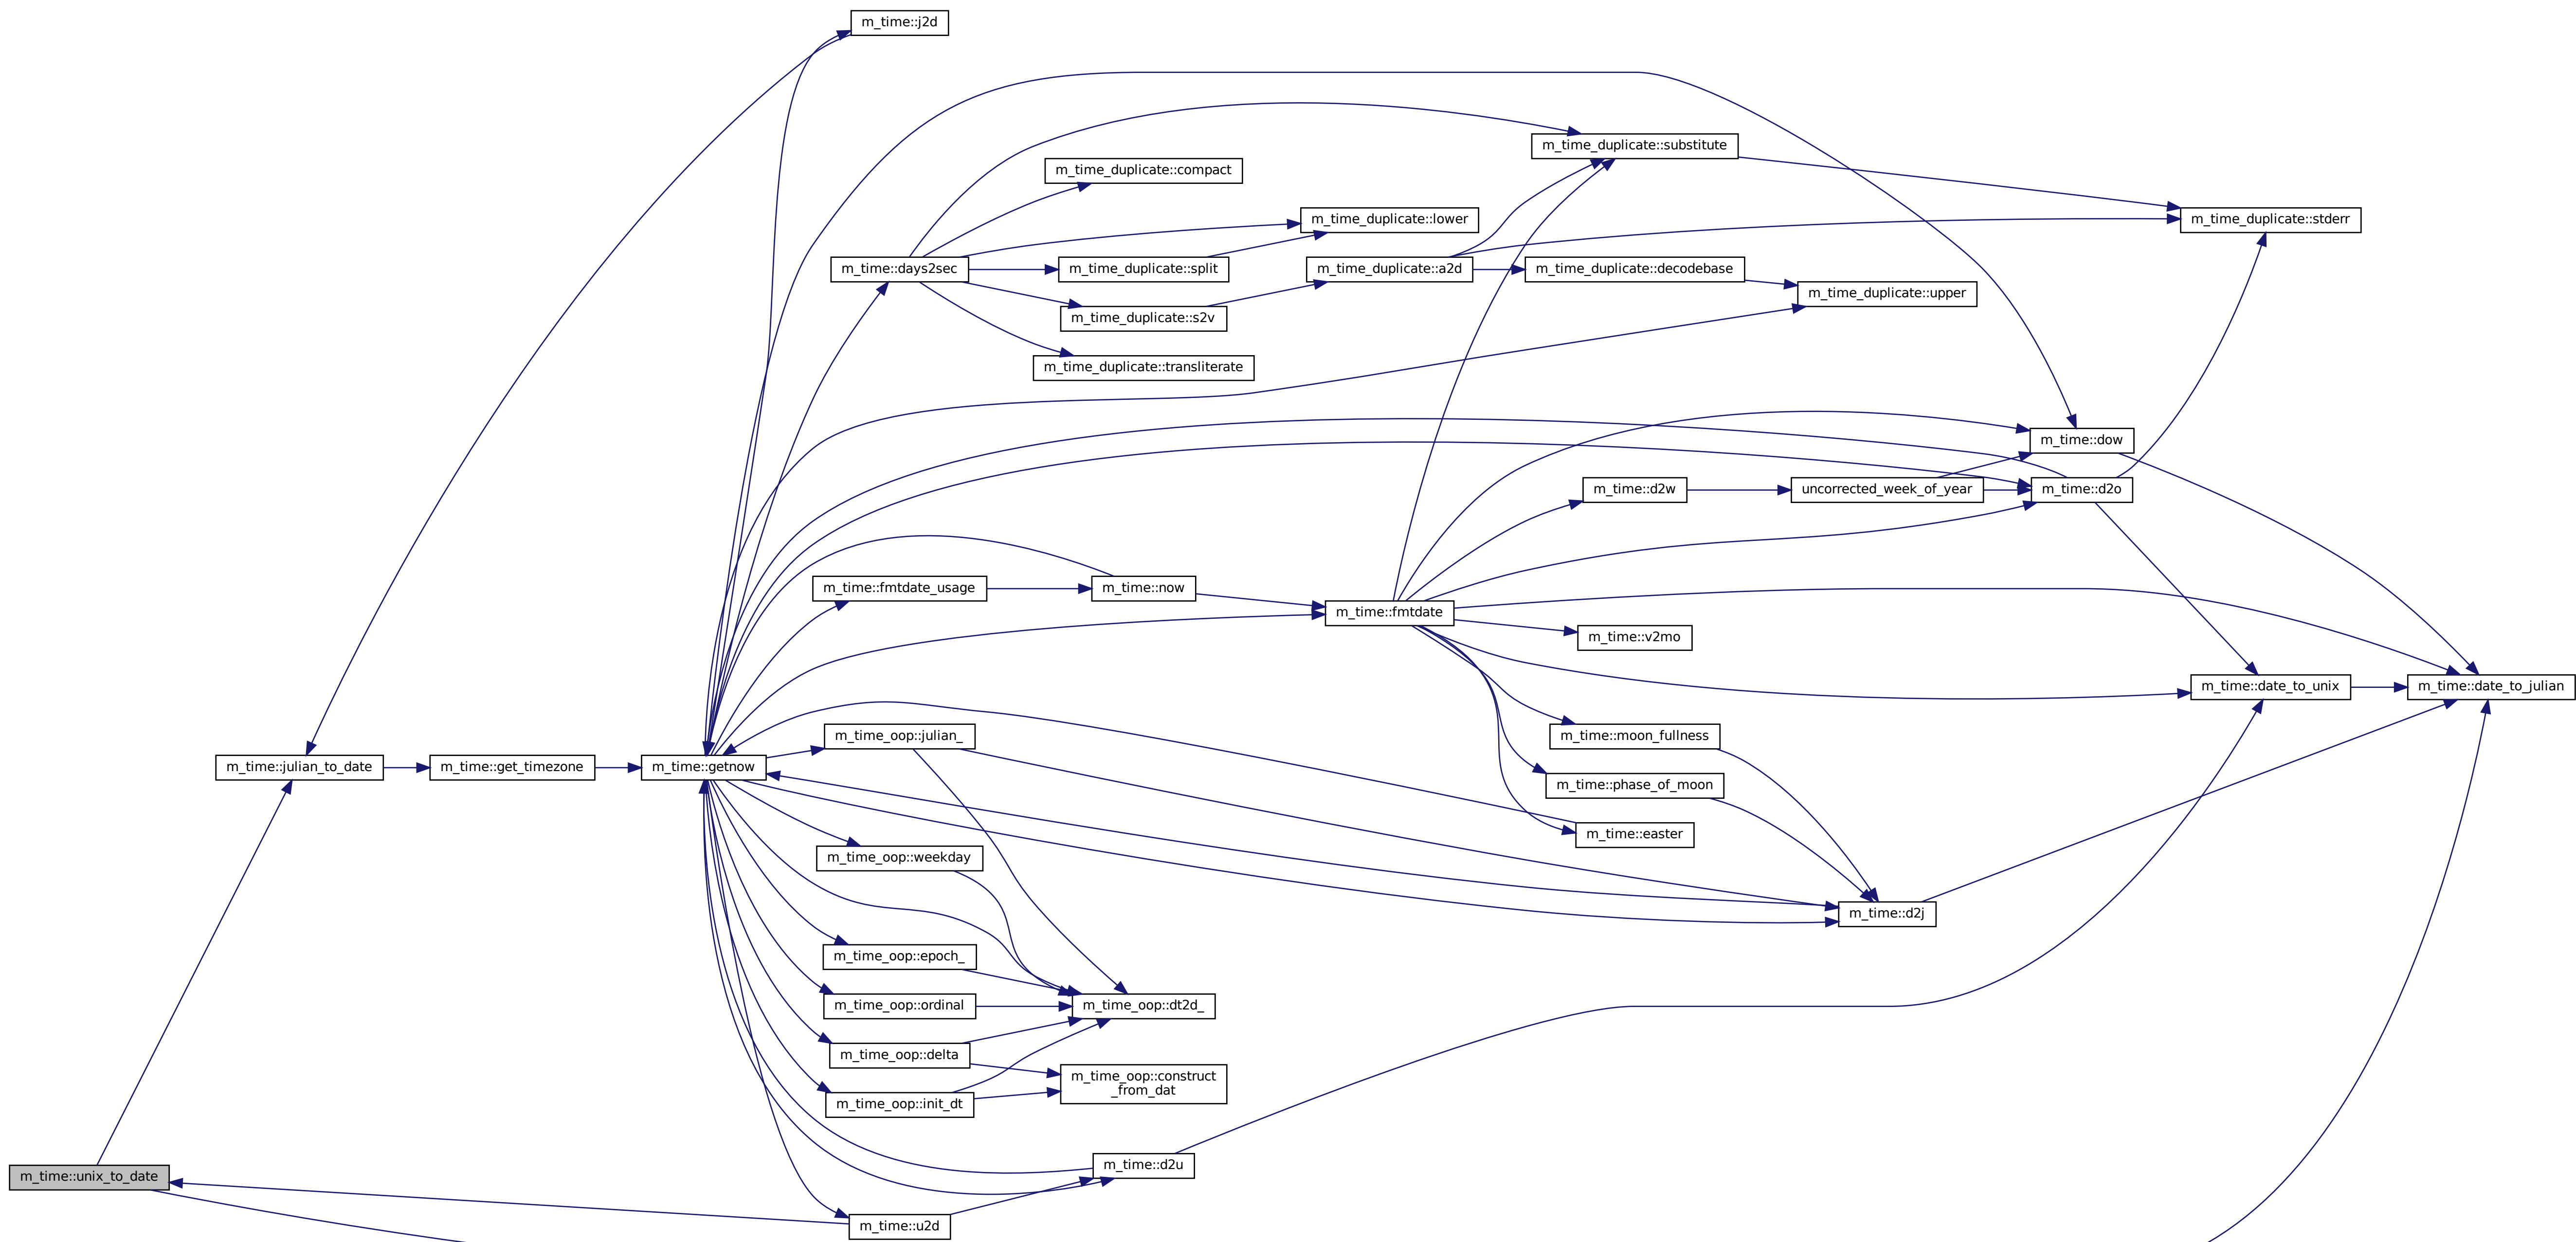 m_time::j2d
m_time_duplicate::substitute
m_time_duplicate::compact
m_time_duplicate::lower
m_time_duplicate::stderr
m_time::days2sec
m_time_duplicate::split
m_time_duplicate::a2d
m_time_duplicate::decodebase
m_time_duplicate::upper
m_time_duplicate::s2v
m_time_duplicate::transliterate
m_time::dow
m_time::d2w
uncorrected_week_of_year
m_time::d2o
m_time::fmtdate_usage
m_time::now
m_time::fmtdate
m_time::v2mo
m_time::date_to_unix
m_time::date_to_julian
m_time_oop::julian_
m_time::moon_fullness
m_time::julian_to_date
m_time::get_timezone
m_time::getnow
m_time::phase_of_moon
m_time::easter
m_time_oop::weekday
m_time::d2j
m_time_oop::epoch_
m_time_oop::ordinal
m_time_oop::dt2d_
m_time_oop::delta
m_time_oop::construct
_from_dat
m_time_oop::init_dt
m_time::d2u
m_time::unix_to_date
m_time::u2d